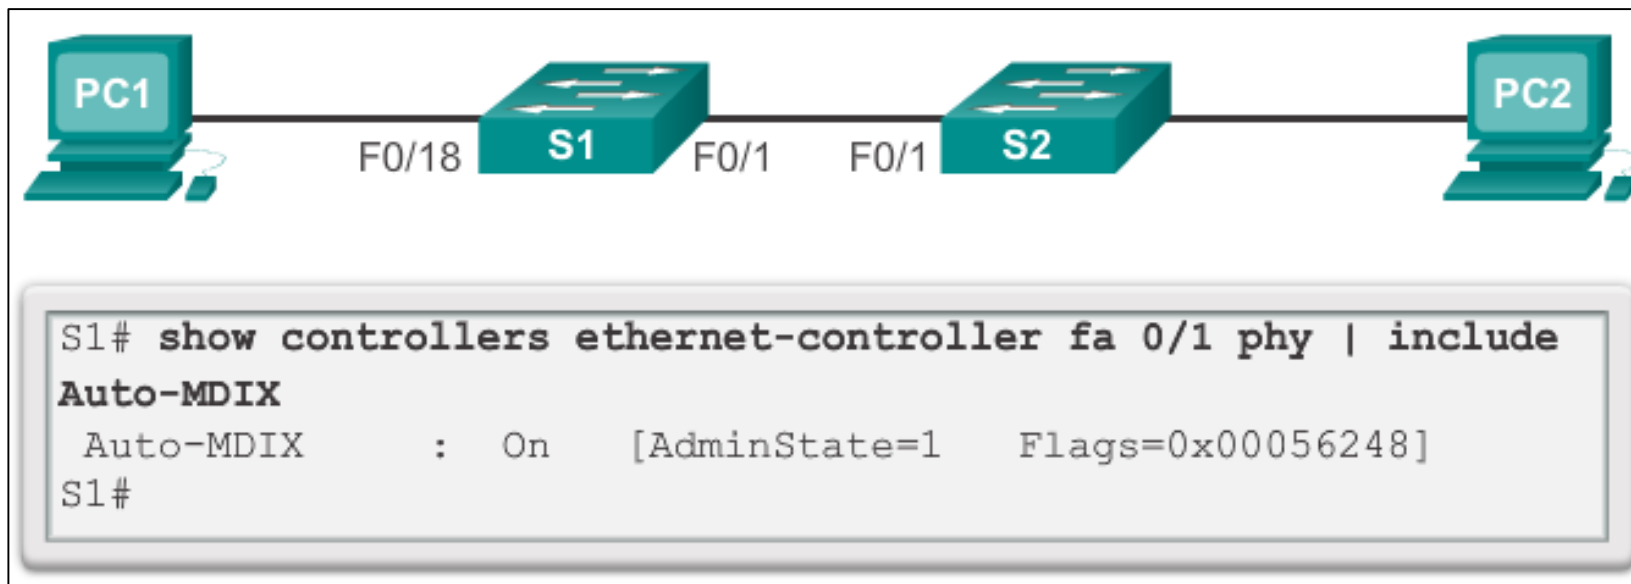 PC1
PC2
S1
S2
F0/18
F0/1
F0/1
S1# show controllers ethernet-controller fa 0/1 phy | include
Auto-MDIX
Auto-MDIX : On [AdminState=1 Flags=0x00056248]
S1#